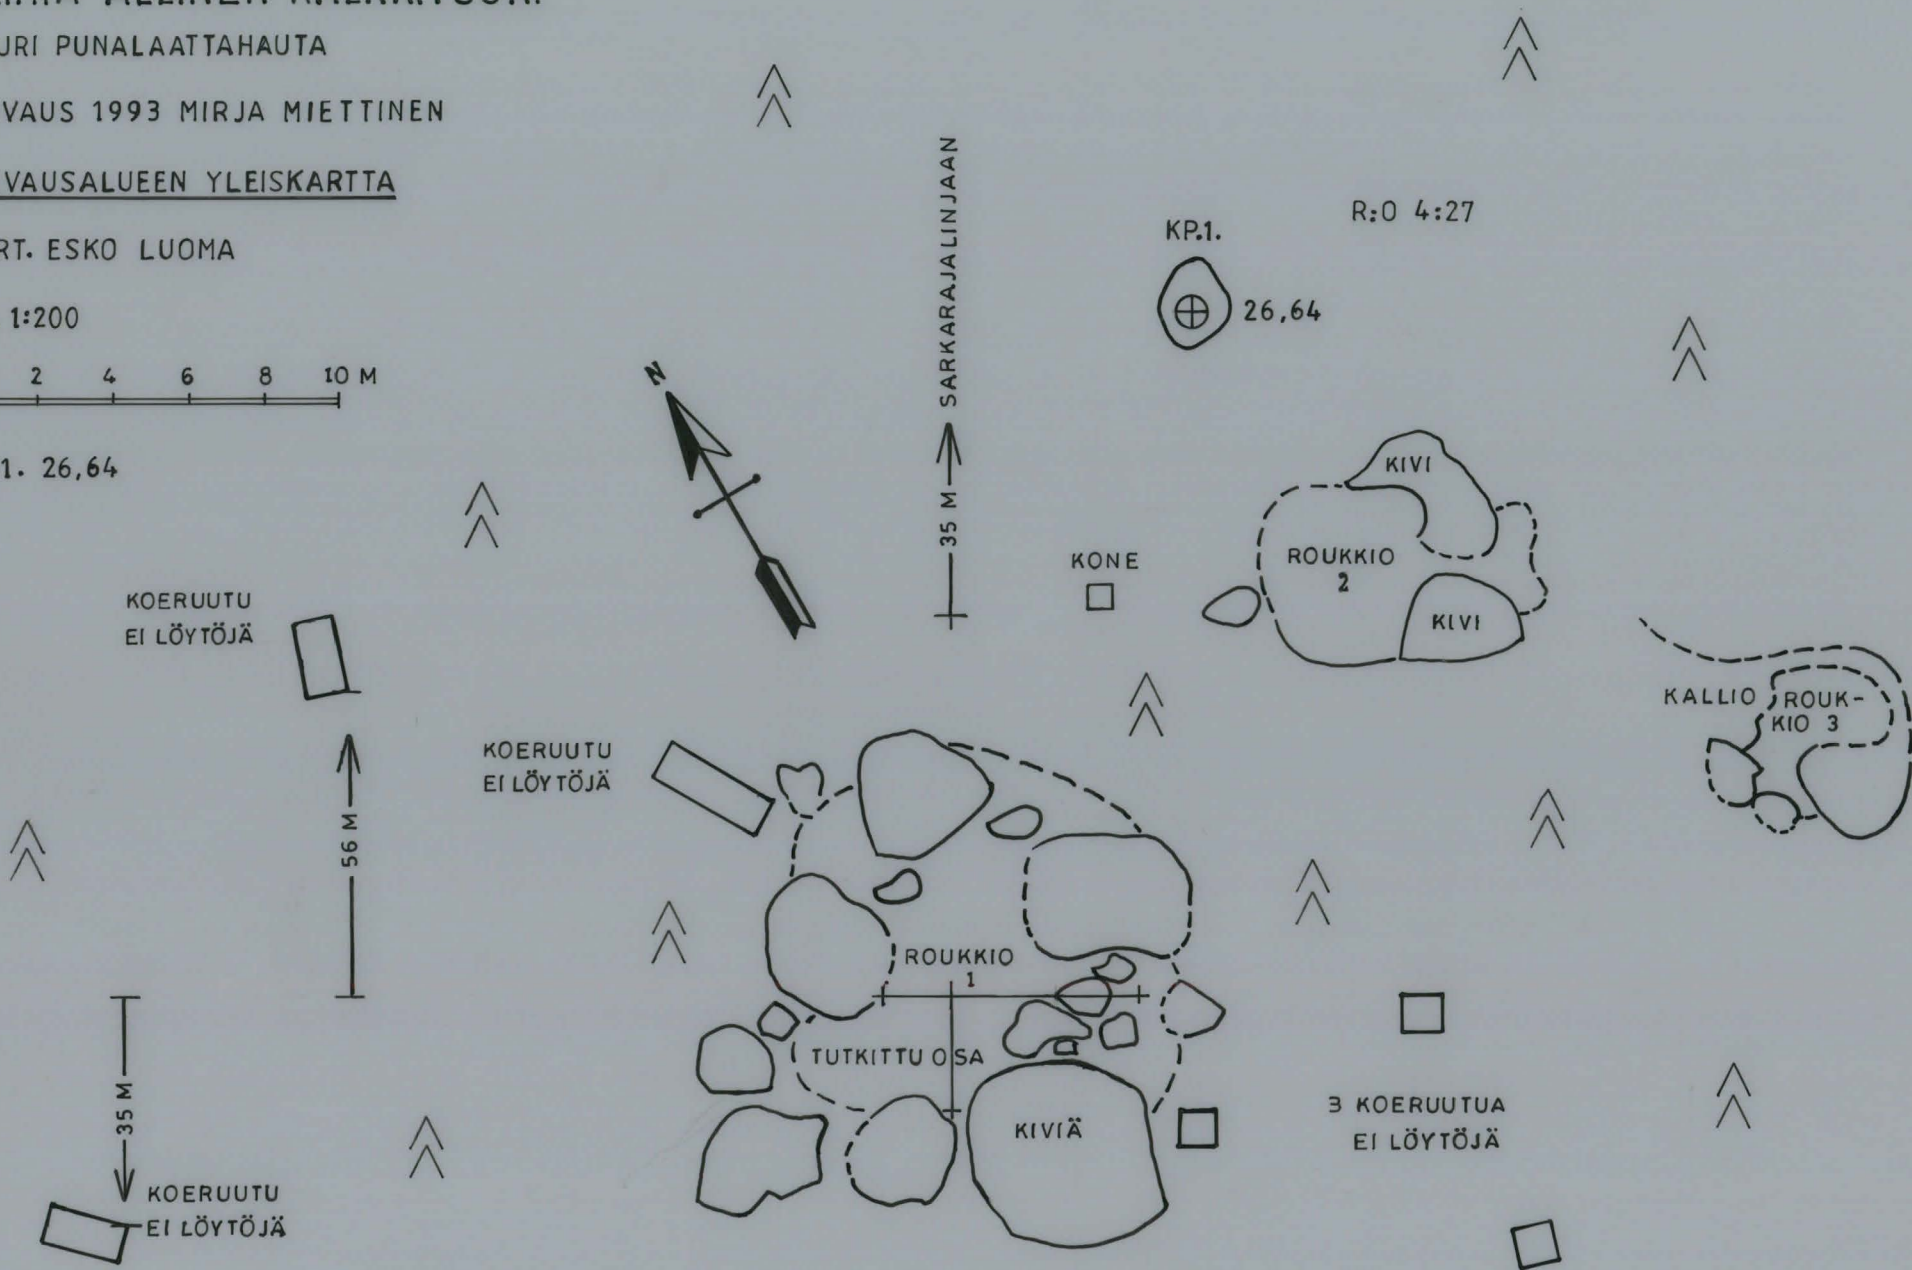 URI PUNALAATTAHAUTA
VAUS 1993 MIRJA MIETTINEN
VAUSALUEEN YLEISKARTTA
RT. ESKO LUOMA
1:200
2 4 6 8 10 M
1. 26,64
N
35 M
SARKARAJALINJAAN
KP.1.
26,64
R:O 4:27
KIVI
ROUKKIO
2
KIVI
KONE
KALLIO
ROUK-
KIO 3
KOERUUTU
EI LÖYTÖJÄ
56 M
KOERUUTU
EI LÖYTÖJÄ
ROUKKIO
1
TUTKITTU OSA
KIVIÄ
3 KOERUUTUA
EI LÖYTÖJÄ
35 M
KOERUUTU
EI LÖYTÖJÄ